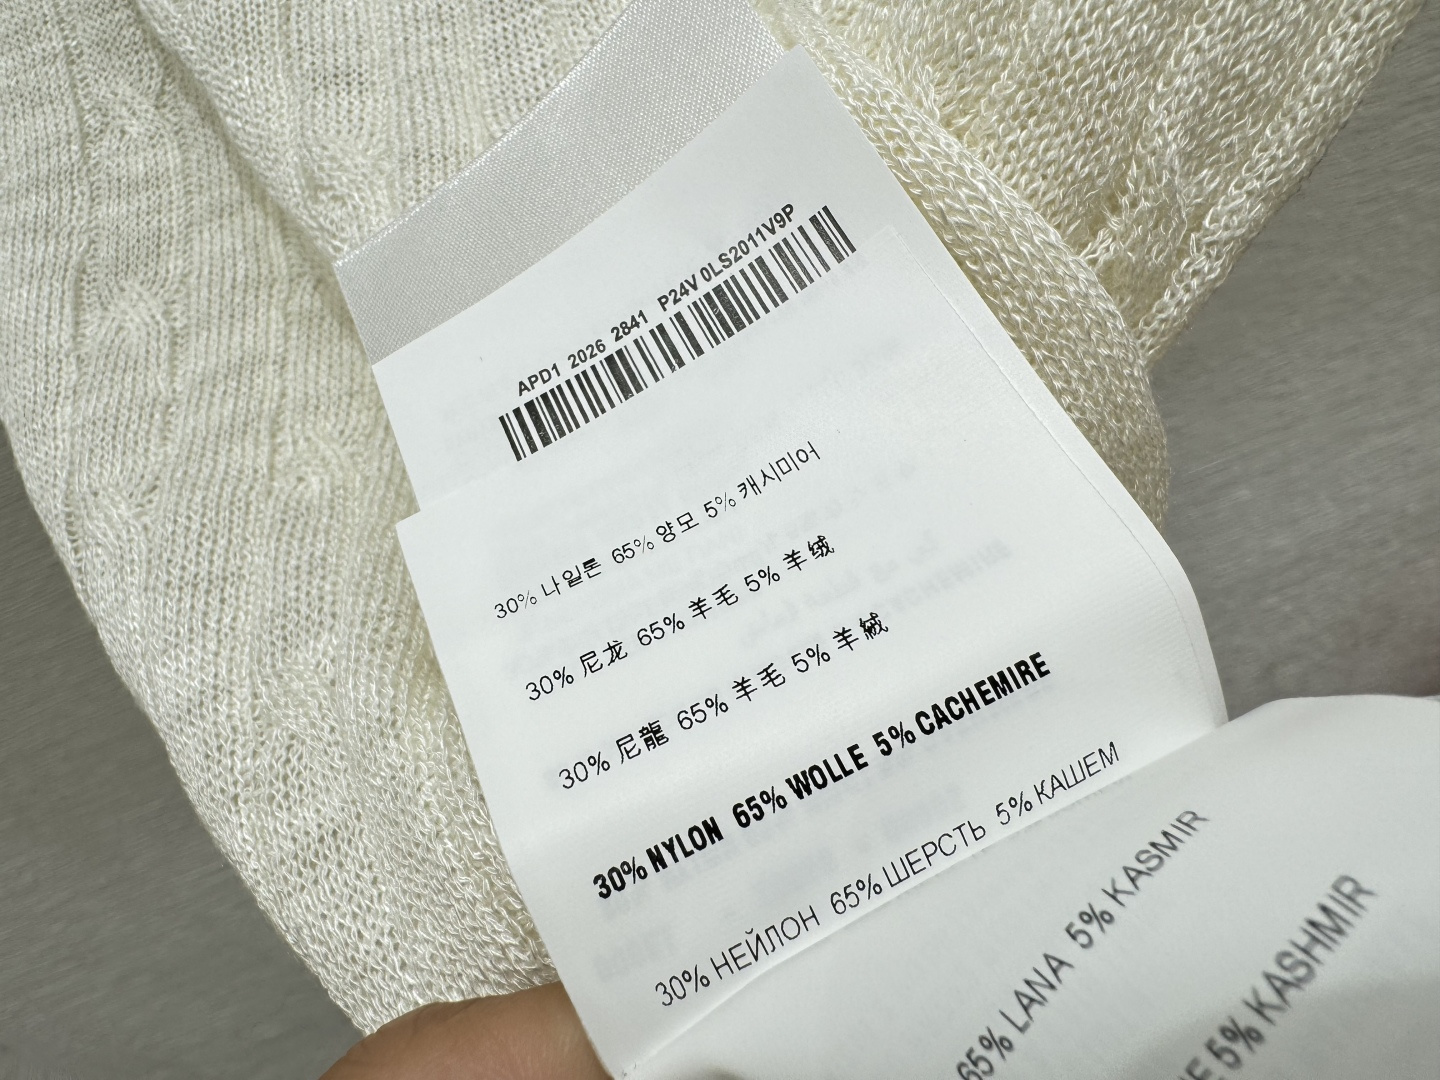 APD1 2026 2841 P24V 0LS2011V9P
30% 나일론 65% 양모 5% 캐시미어
30% 尼龙 65% 羊毛 5% 羊绒
30% 尼龍 65% 羊毛 5% 羊絨
30% NYLON 65% WOLLE 5% CACHEMIRE
30% НЕЙЛОН 65% ШЕРСТЬ 5% КАШЕМ
65% LANA 5% KASMIR
5% KASHMIR